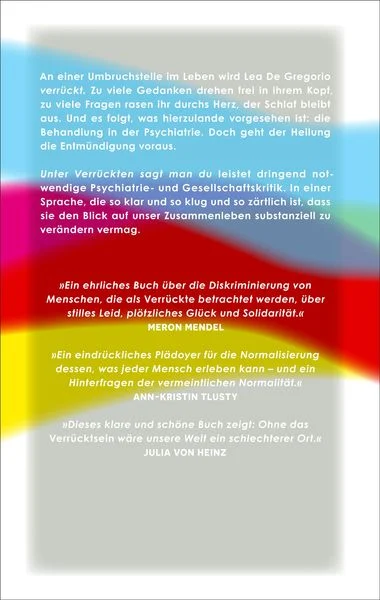 An einer Umbruchstelle im Leben wird Lea De Gregorio
verrückt. Zu viele Gedanken drehen frei in ihrem Kopf,
zu viele Fragen rasen ihr durchs Herz, der Schlaf bleibt
aus. Und es folgt, was hierzulande vorgesehen ist: die
Behandlung in der Psychiatrie. Doch geht der Heilung
die Entmündigung voraus.
Unter Verrückten sagt man du leistet dringend not-
wendige Psychiatrie- und Gesellschaftskritik. In einer
Sprache, die so klar und so klug und so zärtlich ist, dass
sie den Blick auf unser Zusammenleben substanziell zu
verändern vermag.
»Ein ehrliches Buch über die Diskriminierung von
Menschen, die als Verrückte betrachtet werden, über
stilles Leid, plötzliches Glück und Solidarität.«
MERON MENDEL
»Ein eindrückliches Plädoyer für die Normalisierung
dessen, was jeder Mensch erleben kann – und ein
Hinterfragen der vermeintlichen Normalität.«
ANN-KRISTIN TLUSTY
»Dieses klare und schöne Buch zeigt: Ohne das
Verrücktsein wäre unsere Welt ein schlechterer Ort.«
JULIA VON HEINZ